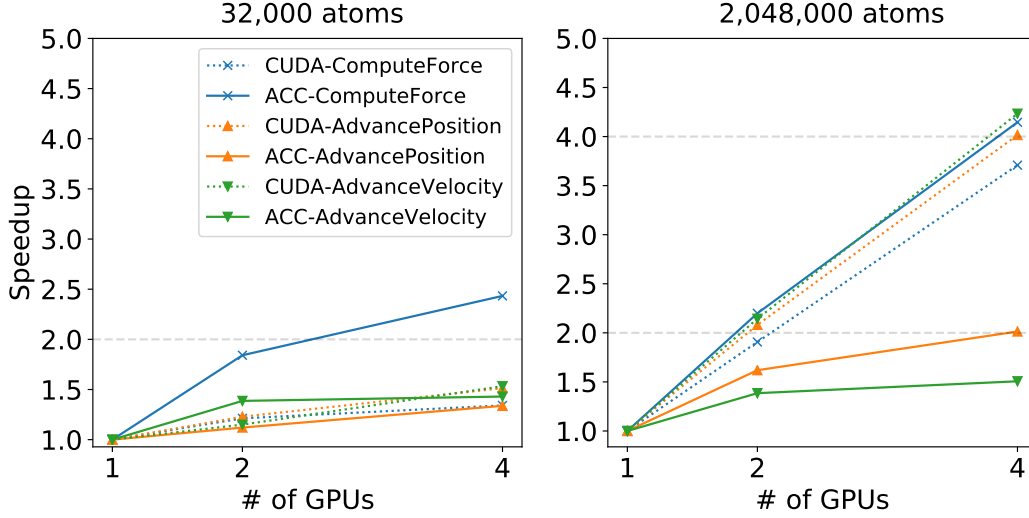 32,000 atoms
5.0
4.5
4.0
3.5
3.0
2.5
2.0
1.5
1.0
Speedup
CUDA-ComputeForce
ACC-ComputeForce
CUDA-AdvancePosition
ACC-AdvancePosition
CUDA-AdvanceVelocity
ACC-AdvanceVelocity
1
2
4
# of GPUs
2,048,000 atoms
5.0
4.5
4.0
3.5
3.0
2.5
2.0
1.5
1.0
1
2
4
# of GPUs